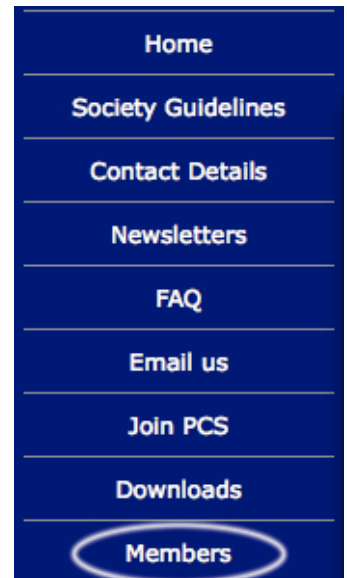 Home
Society Guidelines
Contact Details
Newsletters
FAQ
Email us
Join PCS
Downloads
Members